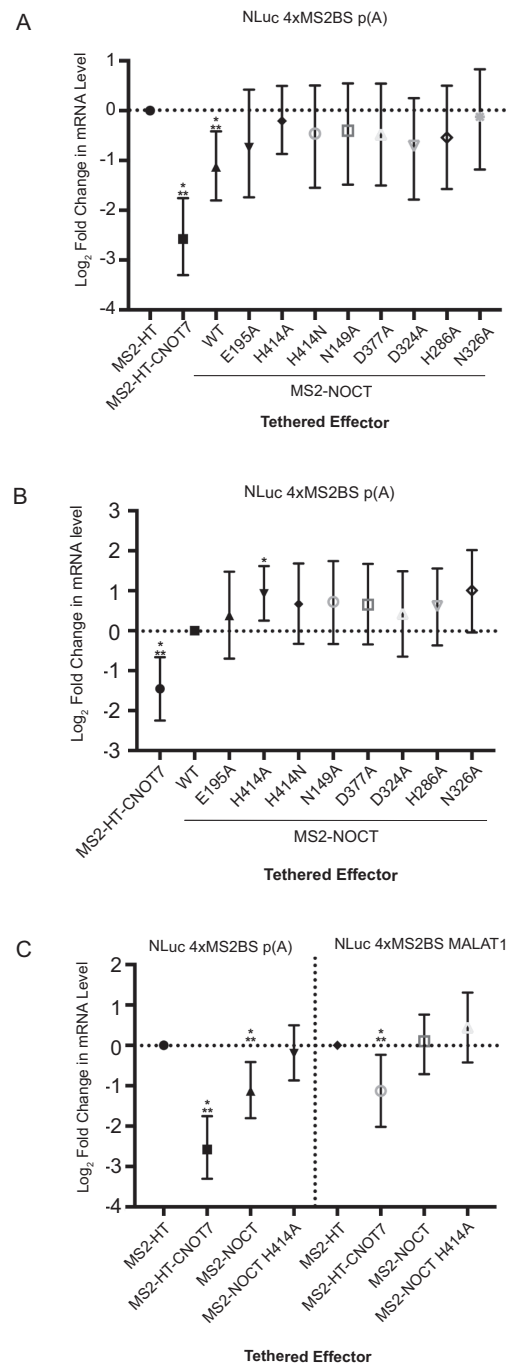 A
NLuc 4xMS2BS p(A)
Log2 Fold Change in mRNA Level
1
0
-1
-2
-3
-4
*
**
*
**
MS2-HT
MS2-HT-CNOT7
WT
E195A
H414A
H414N
N149A
D377A
D324A
H286A
N326A
MS2-NOCT
Tethered Effector
B
NLuc 4xMS2BS p(A)
Log2 Fold Change in mRNA level
3
2
1
0
-1
-2
-3
*
**
*
MS2-HT-CNOT7
WT
E195A
H414A
H414N
N149A
D377A
D324A
H286A
N326A
MS2-NOCT
Tethered Effector
C
NLuc 4xMS2BS p(A)
NLuc 4xMS2BS MALAT1
Log2 Fold Change in mRNA Level
2
1
0
-1
-2
-3
-4
*
**
*
**
*
**
MS2-HT
MS2-HT-CNOT7
MS2-NOCT
MS2-NOCT H414A
MS2-HT
MS2-HT-CNOT7
MS2-NOCT
MS2-NOCT H414A
Tethered Effector